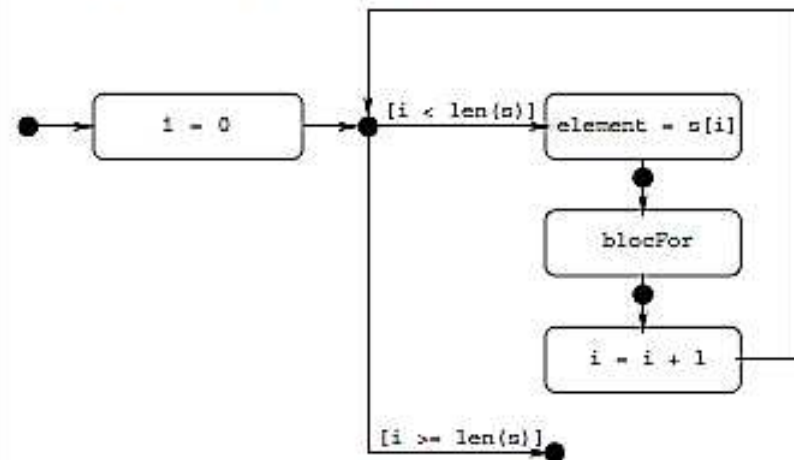 i = 0
[i < len(s)]
element = s[i]
blocFor
i = i + 1
[i >= len(s)]